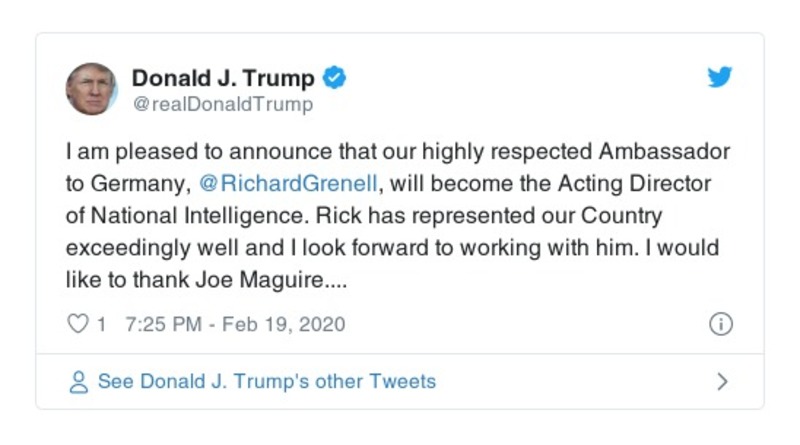 Donald J. Trump
@realDonaldTrump
I am pleased to announce that our highly respected Ambassador
to Germany, @RichardGrenell, will become the Acting Director
of National Intelligence. Rick has represented our Country
exceedingly well and I look forward to working with him. I would
like to thank Joe Maguire....
1 7:25 PM - Feb 19, 2020
See Donald J. Trump's other Tweets